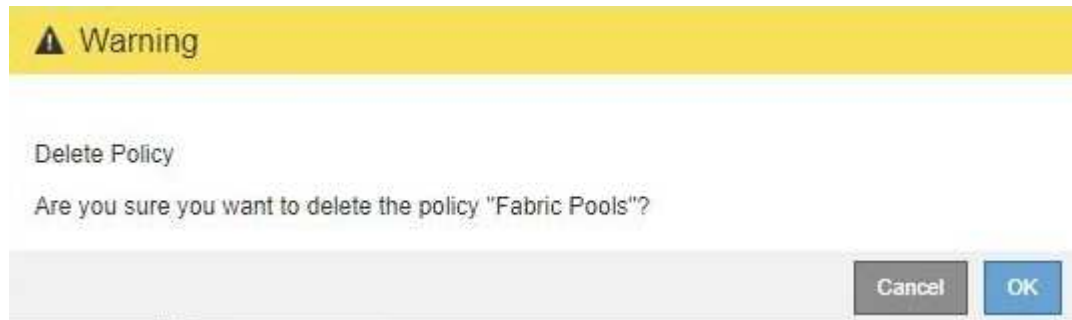 Warning
Delete Policy
Are you sure you want to delete the policy "Fabric Pools"?
Cancel
OK